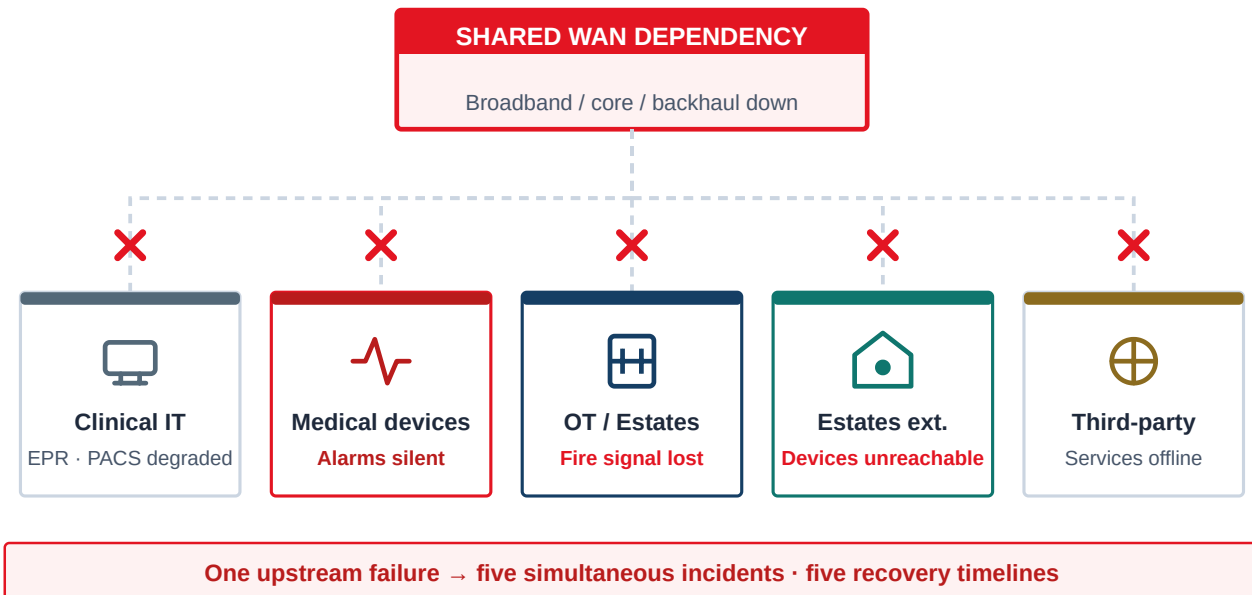 SHARED WAN DEPENDENCY
Broadband / core / backhaul down
Clinical IT
EPR · PACS degraded
Medical devices
Alarms silent
OT / Estates
Fire signal lost
Estates ext.
Devices unreachable
Third-party
Services offline
One upstream failure → five simultaneous incidents · five recovery timelines